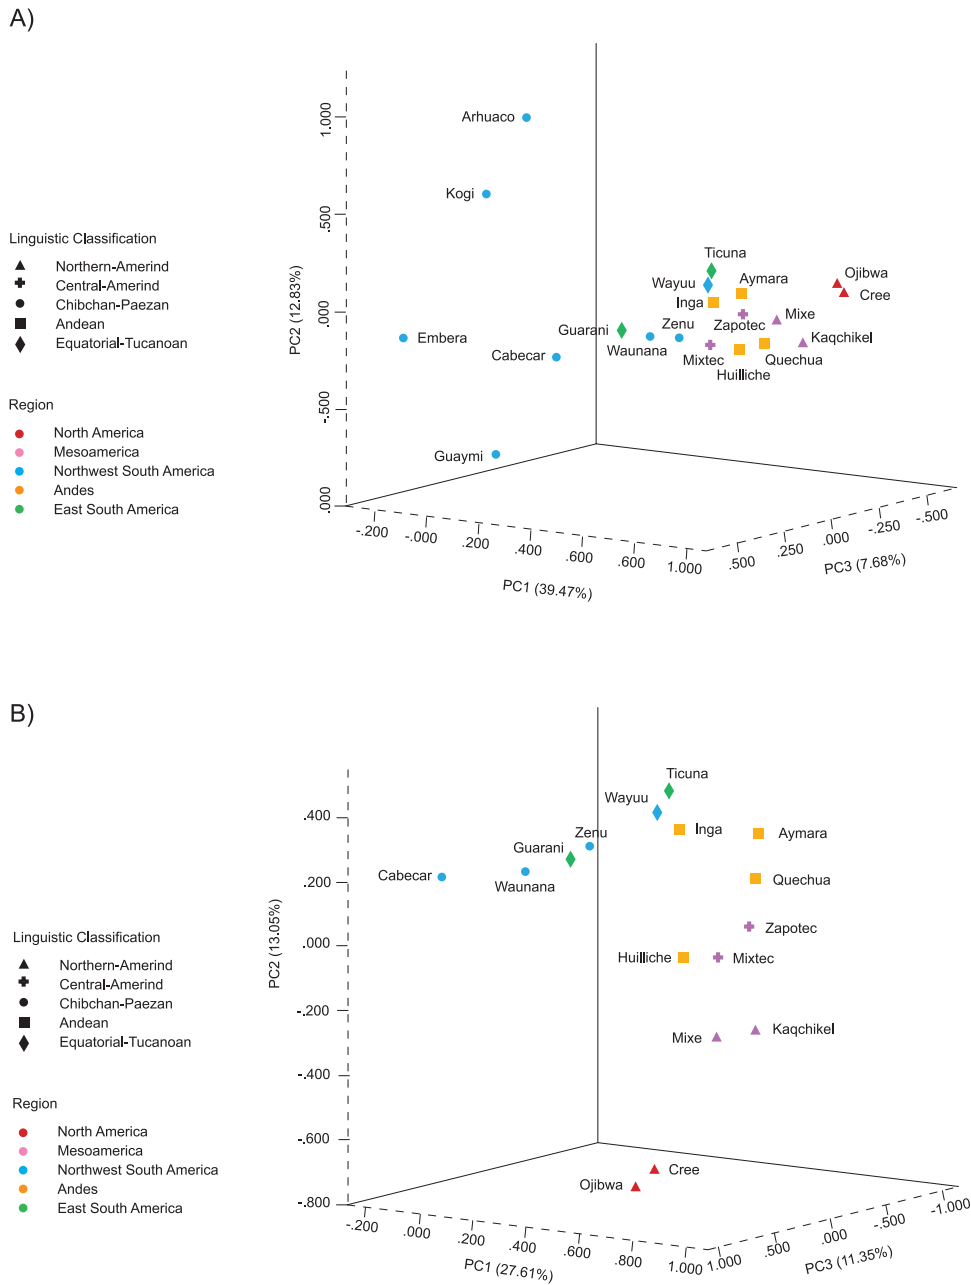 A)
Arhuaco
Kogi
Embera
Cabecar
Guaymi
Guarani
Waunana
Zenu
Ticuna
Wayuu
Inga
Aymara
Zapotec
Mixtec
Huilliche
Quechua
Mixe
Kaqchikel
Ojibwa
Cree
Linguistic Classification
Northern-Amerind
Central-Amerind
Chibchan-Paezan
Andean
Equatorial-Tucanoan
Region
North America
Mesoamerica
Northwest South America
Andes
East South America
PC2 (12.83%)
1.000
.500
.000
-.500
.000
-.200
-.000
.200
.400
.600
.600
1.000
PC1 (39.47%)
.500
.250
.000
-.250
-.500
PC3 (7.68%)
B)
Ticuna
Wayuu
Inga
Aymara
Zenu
Guarani
Cabecar
Waunana
Quechua
Zapotec
Huilliche
Mixtec
Mixe
Kaqchikel
Cree
Ojibwa
Linguistic Classification
Northern-Amerind
Central-Amerind
Chibchan-Paezan
Andean
Equatorial-Tucanoan
Region
North America
Mesoamerica
Northwest South America
Andes
East South America
PC2 (13.05%)
.400
.200
.000
-.200
-.400
-.600
-.800
-.200
.000
.200
.400
.600
.800
1.000
PC1 (27.61%)
1.000
.500
.000
-.500
-1.000
PC3 (11.35%)